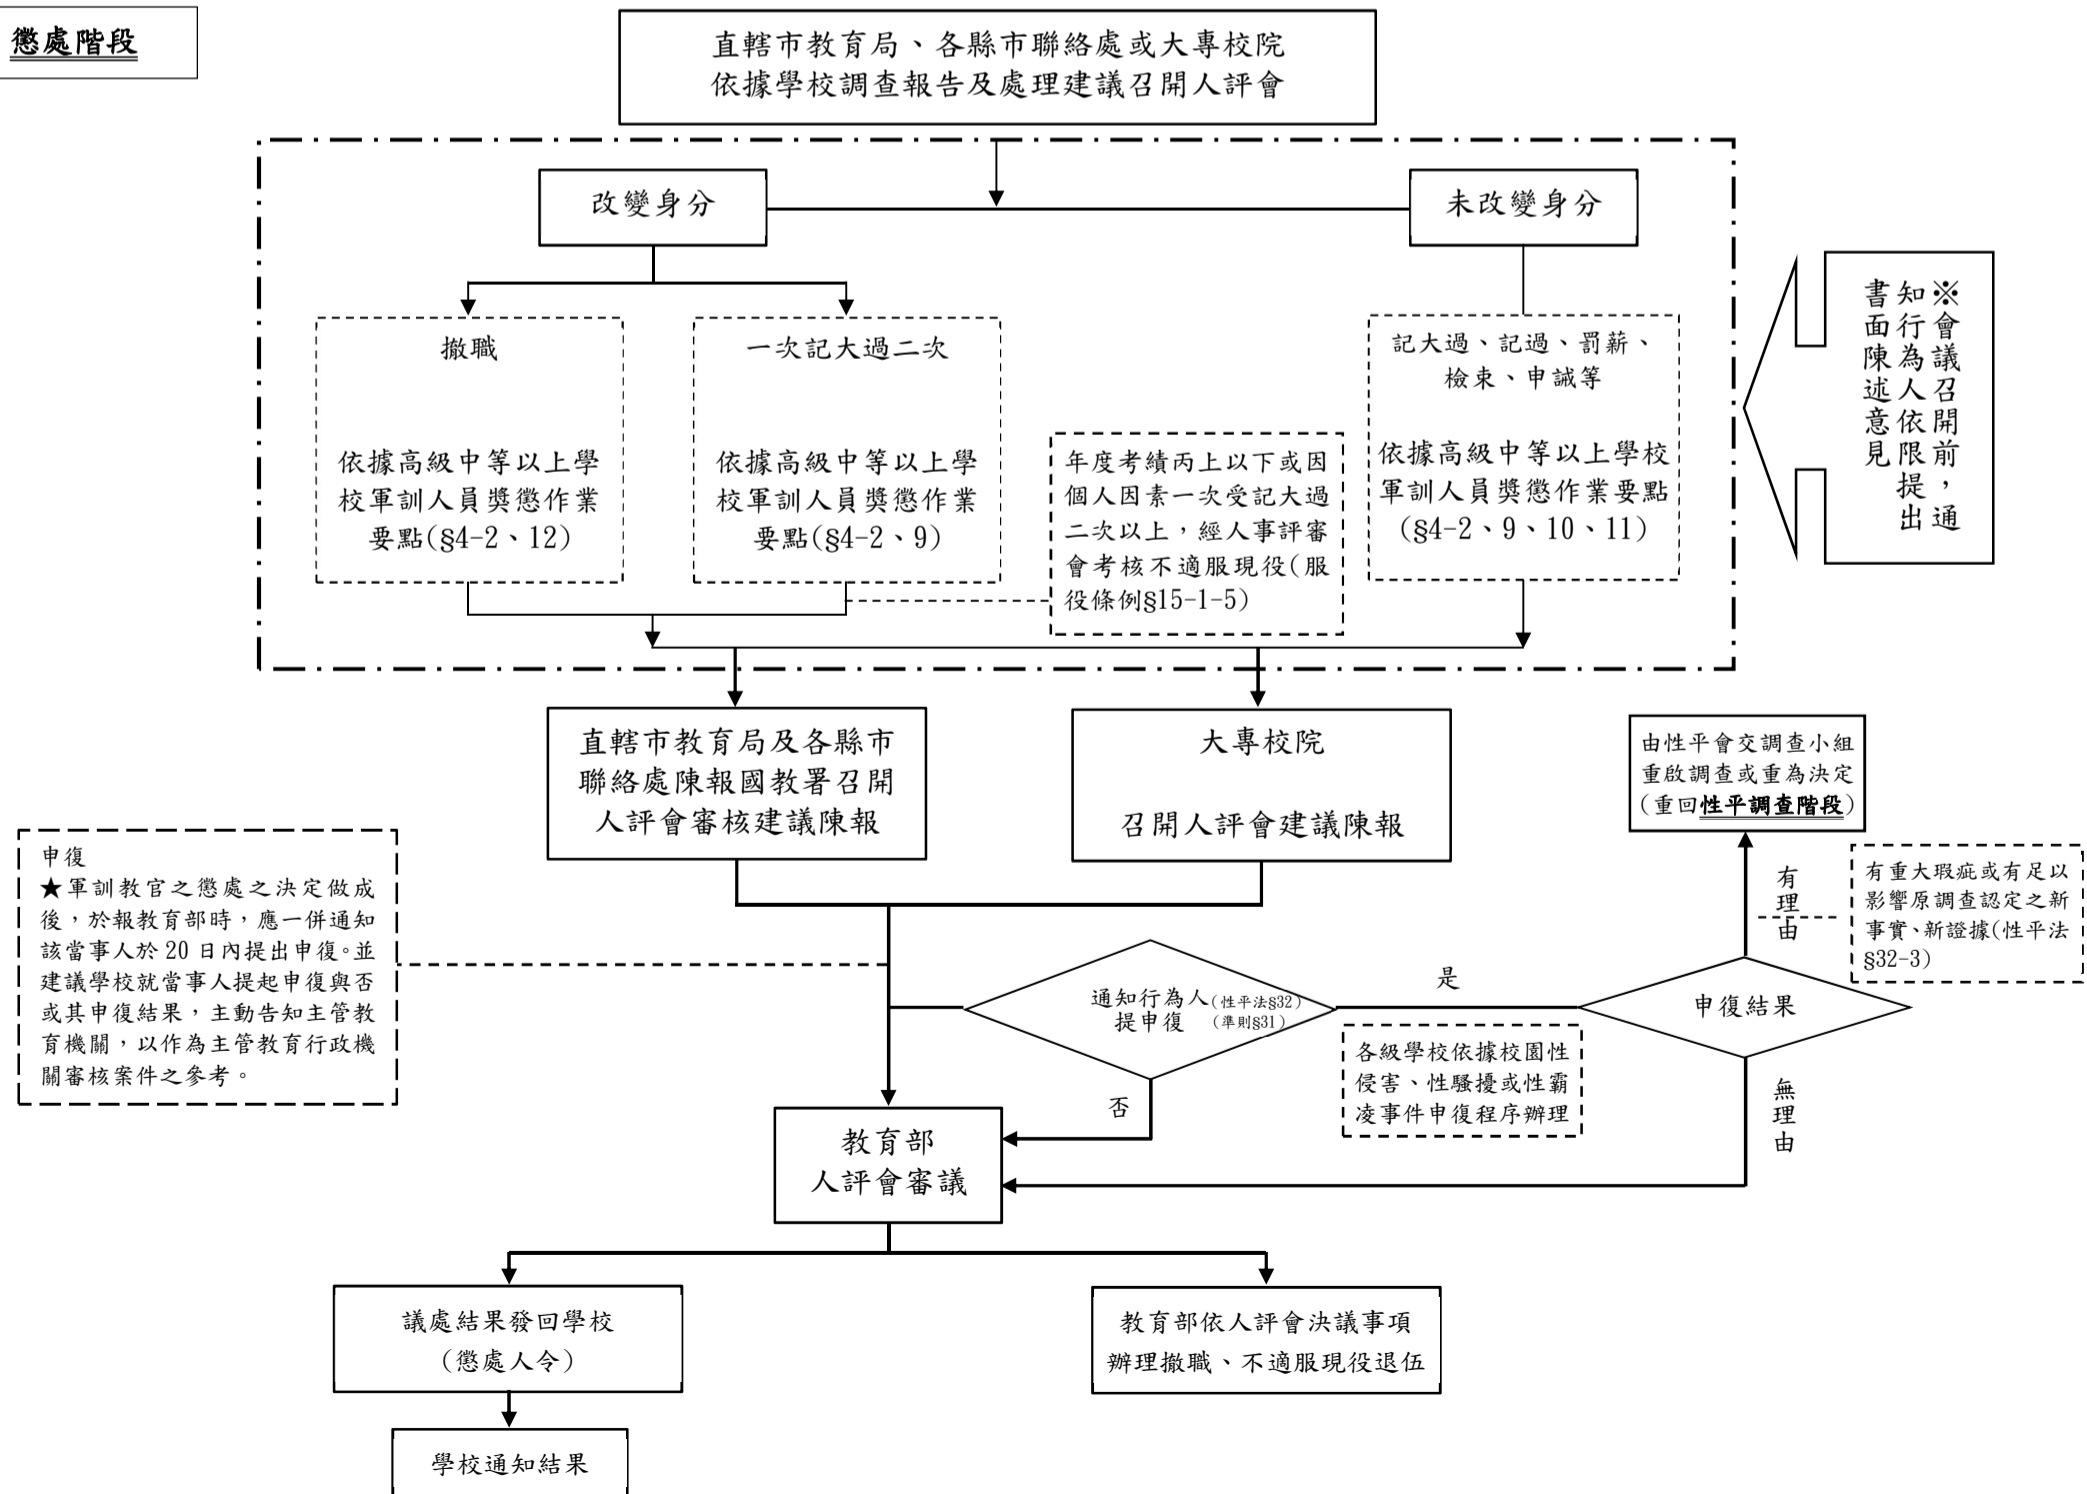 懲處階段
直轄市教育局、各縣市聯絡處或大專校院
依據學校調查報告及處理建議召開人評會
改變身分
未改變身分
※會議召開前，通
知行為人依限提出
書面陳述意見
撤職
依據高級中等以上學
校軍訓人員獎懲作業
要點(§4-2、12)
一次記大過二次
依據高級中等以上學
校軍訓人員獎懲作業
要點(§4-2、9)
年度考績丙上以下或因
個人因素一次受記大過
二次以上，經人事評審
會考核不適服現役(服
役條例§15-1-5)
記大過、記過、罰薪、
檢束、申誡等
依據高級中等以上學校
軍訓人員獎懲作業要點
(§4-2、9、10、11)
直轄市教育局及各縣市
聯絡處陳報國教署召開
人評會審核建議陳報
大專校院
召開人評會建議陳報
由性平會交調查小組
重啟調查或重為決定
(重回性平調查階段)
申復
★軍訓教官之懲處之決定做成
後，於報教育部時，應一併通知
該當事人於 20 日內提出申復。並
建議學校就當事人提起申復與否
或其申復結果，主動告知主管教
育機關，以作為主管教育行政機
關審核案件之參考。
有理由
有重大瑕疵或有足以
影響原調查認定之新
事實、新證據(性平法
§32-3)
通知行為人(性平法§32)
提申復 (準則§31)
是
申復結果
各級學校依據校園性
侵害、性騷擾或性霸
凌事件申復程序辦理
否
無理由
教育部
人評會審議
議處結果發回學校
(懲處人令)
教育部依人評會決議事項
辦理撤職、不適服現役退伍
學校通知結果